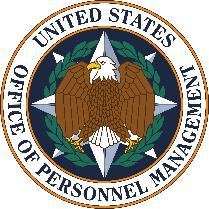 UNITED STATES
OFFICE OF PERSONNEL MANAGEMENT